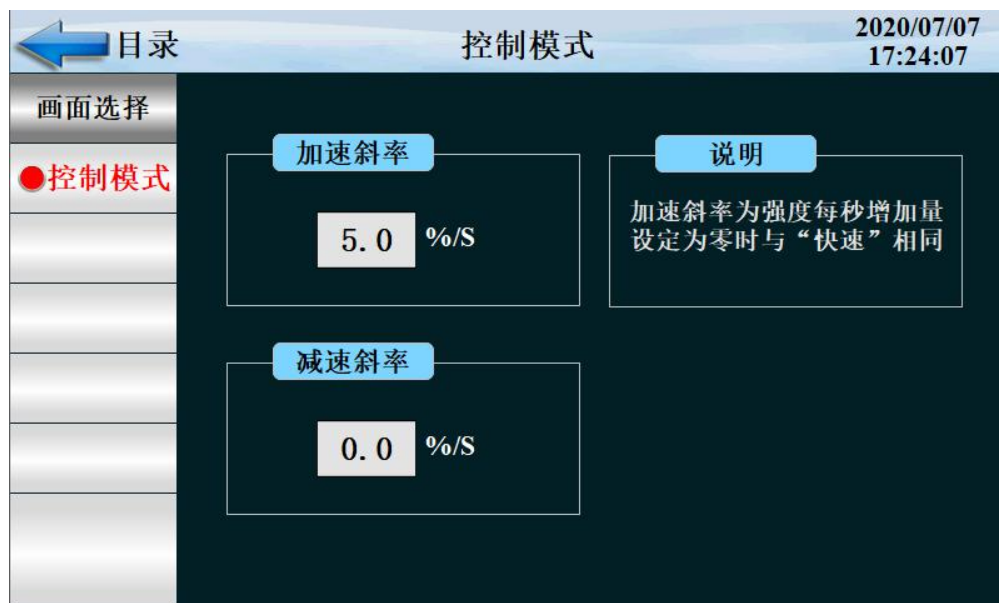 目录
控制模式
2020/07/07
17:24:07
画面选择
●控制模式
加速斜率
5.0 %/S
说明
加速斜率为强度每秒增加量
设定为零时与“快速”相同
减速斜率
0.0 %/S